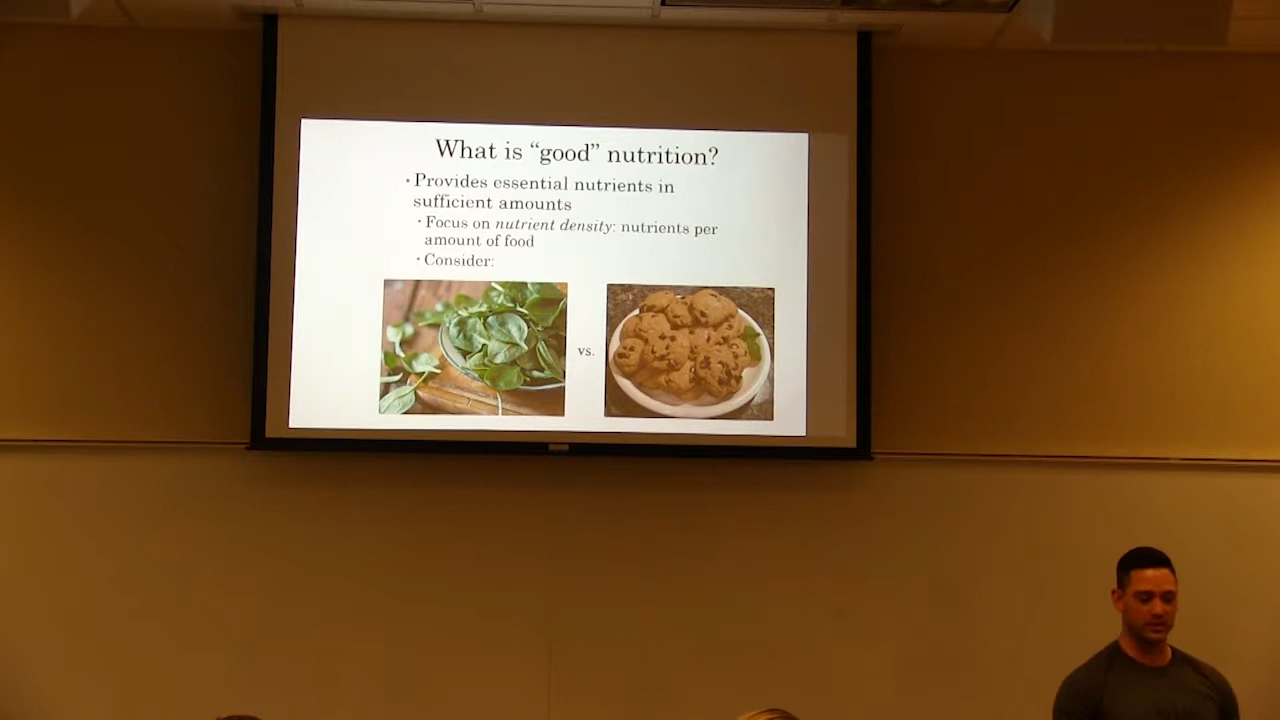 What is “good” nutrition?
• Provides essential nutrients in
sufficient amounts
• Focus on nutrient density: nutrients per
amount of food
• Consider:
vs.